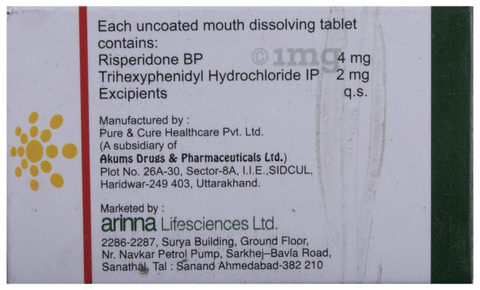 Each uncoated mouth dissolving tablet
contains:
Risperidone BP 4 mg
Trihexyphenidyl Hydrochloride IP 2 mg
Excipients q.s.
©1mg
Manufactured by :
Pure & Cure Healthcare Pvt. Ltd.
(A subsidiary of
Akums Drugs & Pharmaceuticals Ltd.)
Plot No. 26A-30, Sector-8A, I.I.E.,SIDCUL,
Haridwar-249 403, Uttarakhand.
Marketed by :
arinna Lifesciences Ltd.
2286-2287, Surya Building, Ground Floor,
Nr. Navkar Petrol Pump, Sarkhej–Bavla Road,
Sanathal, Tal : Sanand Ahmedabad-382 210